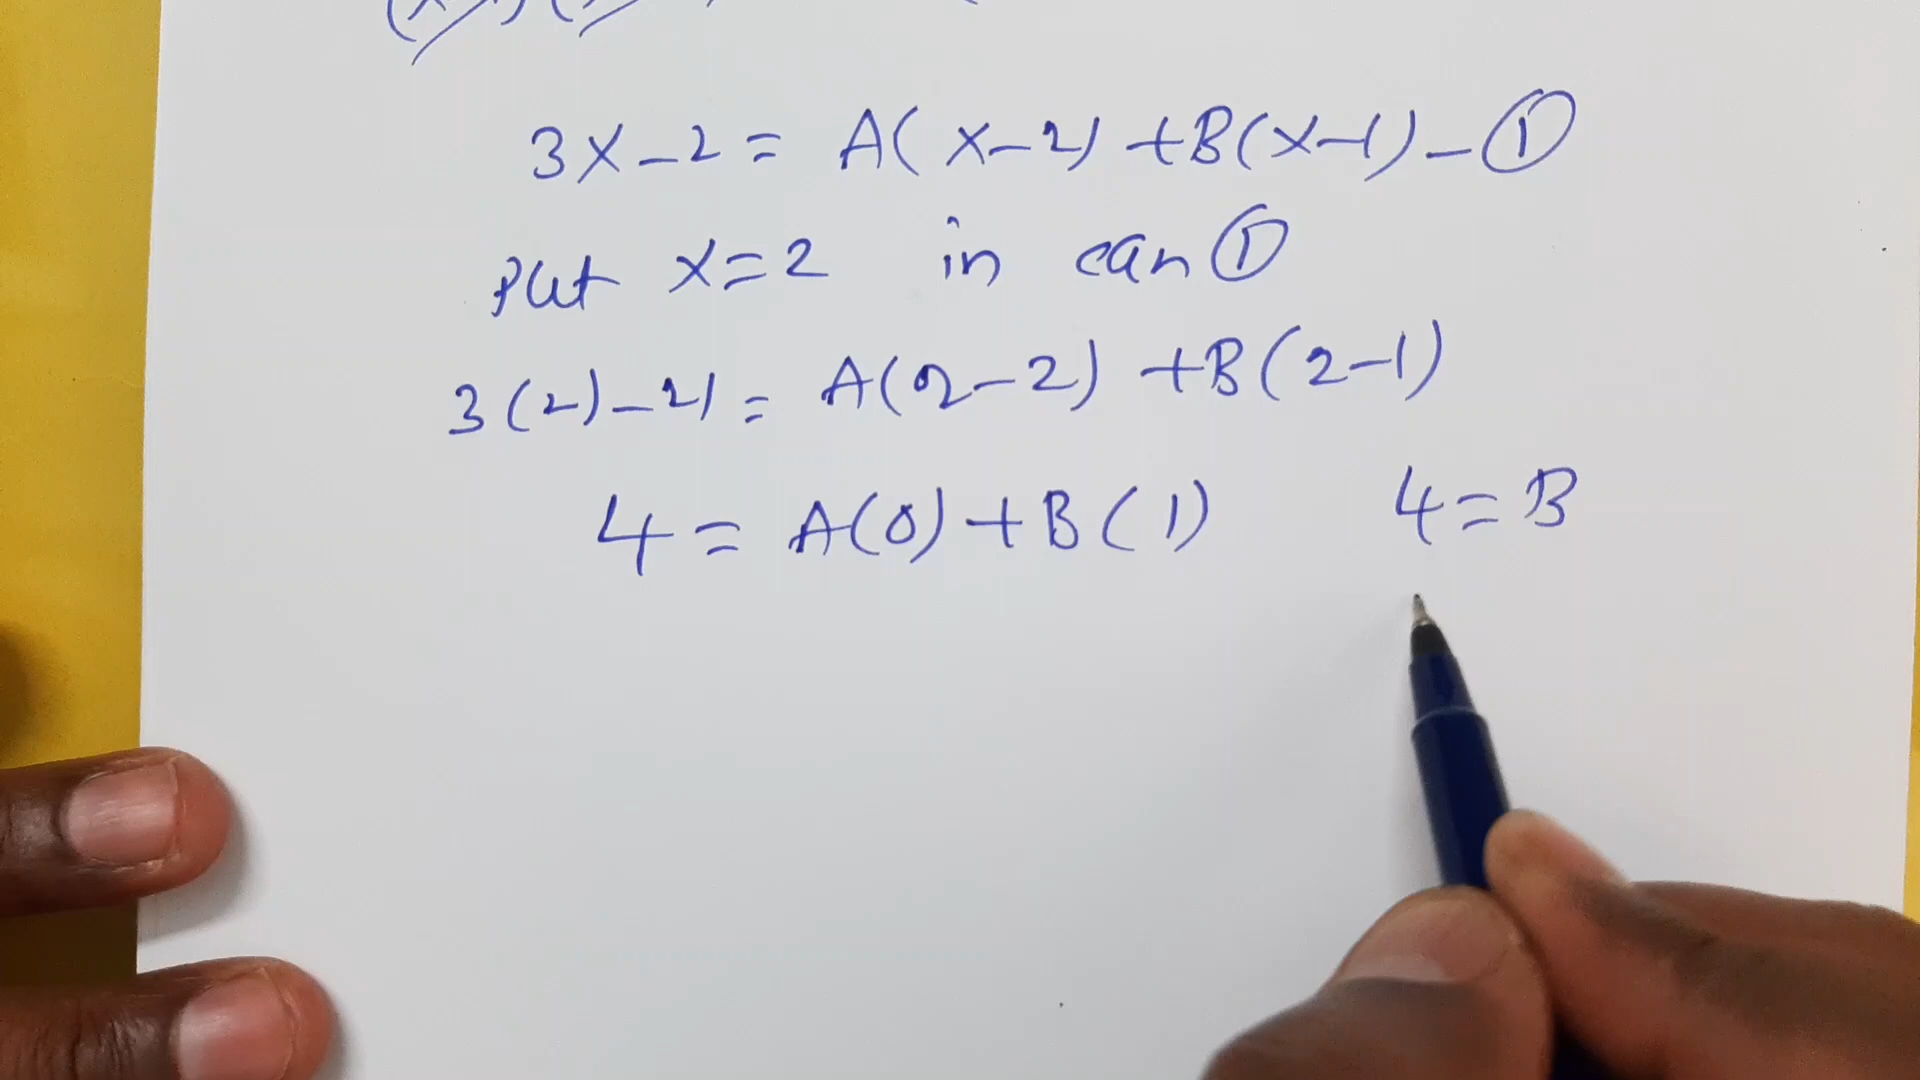 3x-2 = A(x-2) +B(x-1) - ①
Put x=2 in eqn ①
3(2)-2 = A(2-2) +B(2-1)
4 = A(0)+B(1) 4=B